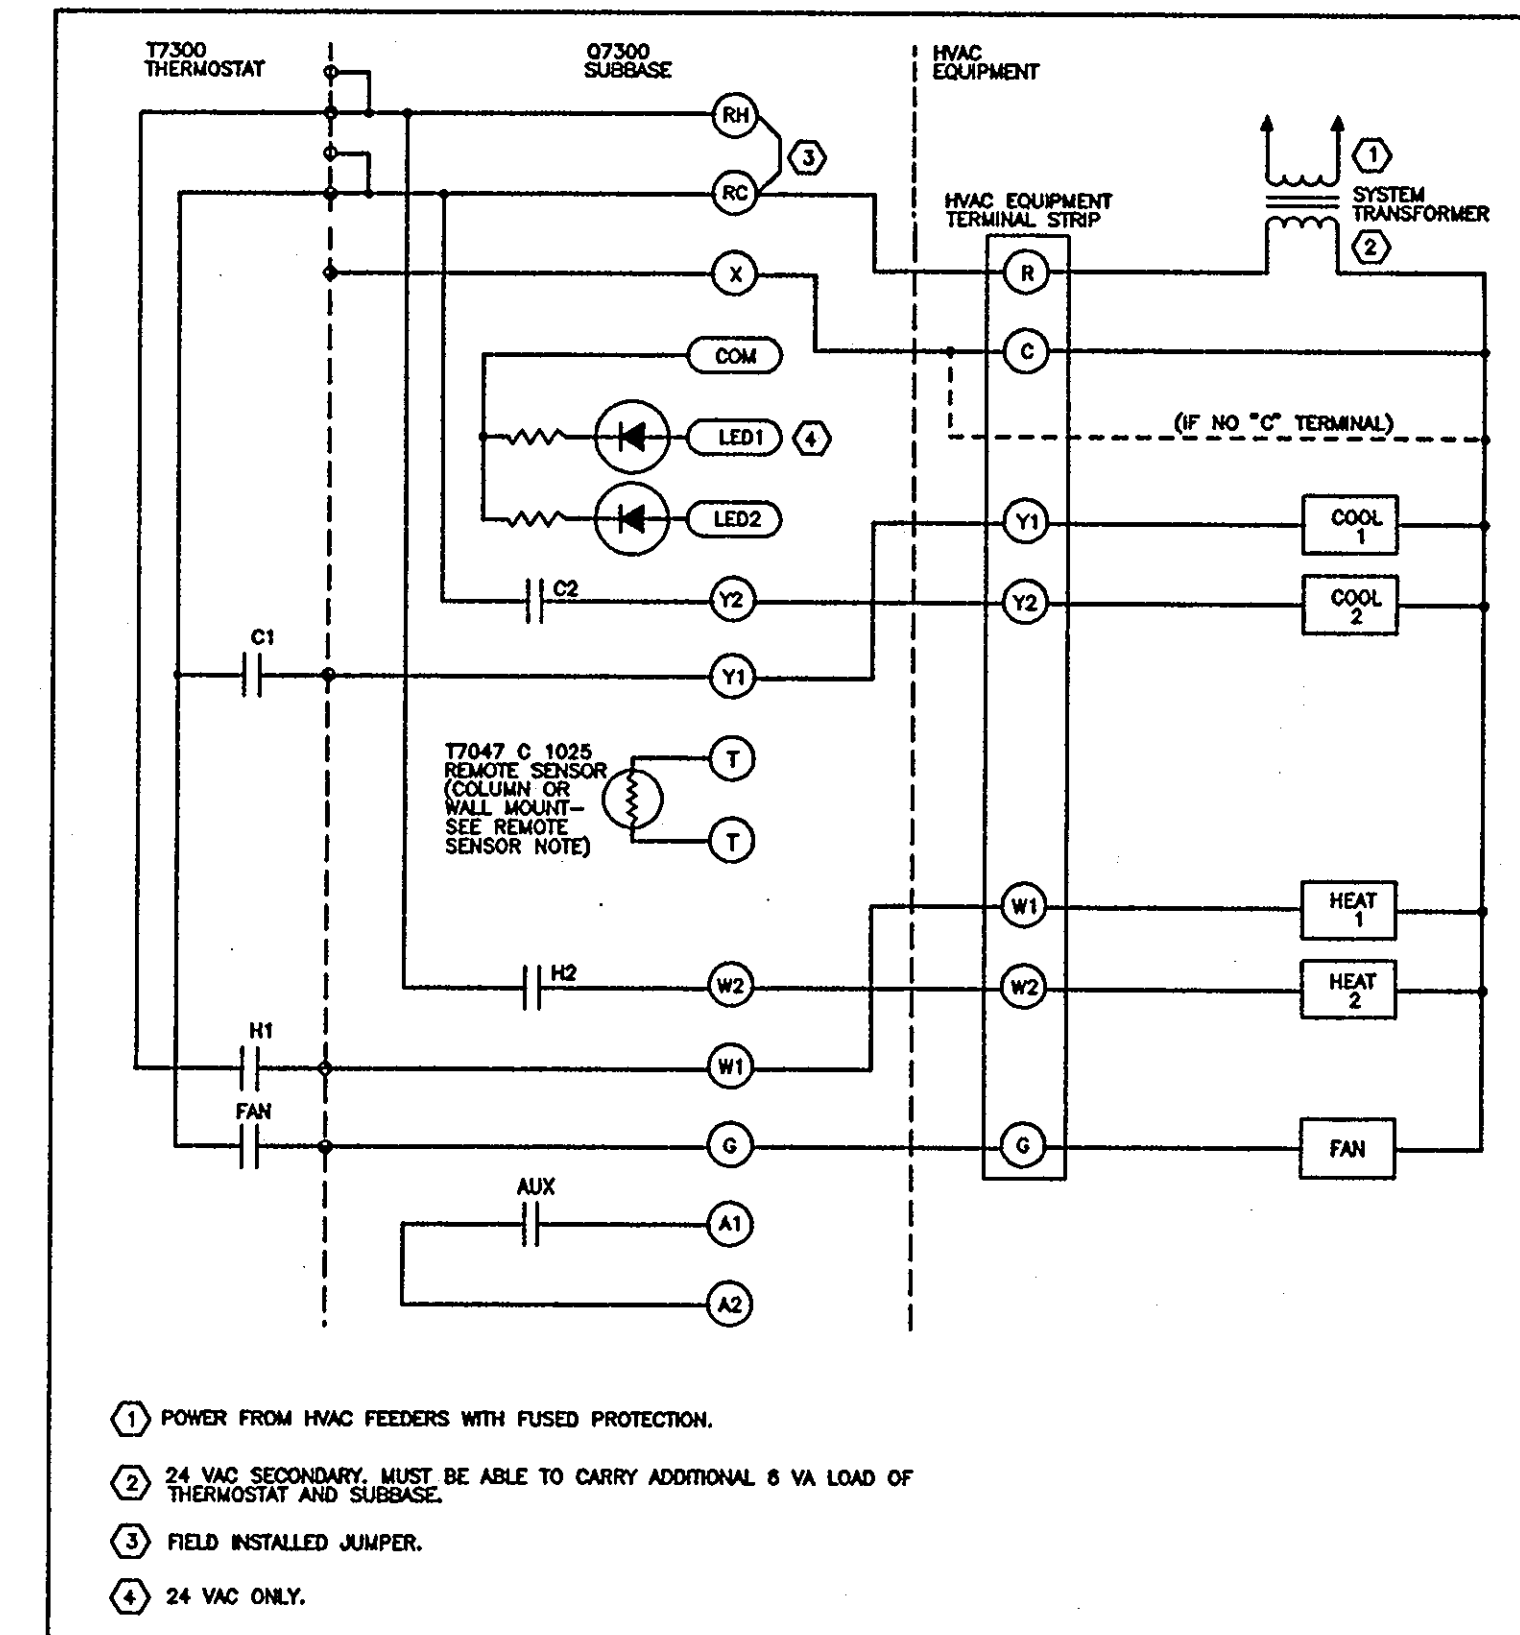 T7300
THERMOSTAT
Q7300
SUBBASE
HVAC
EQUIPMENT
RH
3
1
RC
HVAC EQUIPMENT
TERMINAL STRIP
SYSTEM
TRANSFORMER
2
X
R
COM
C
(IF NO "C" TERMINAL)
LED1
4
LED2
Y1
COOL
1
C2
Y2
Y2
COOL
2
C1
Y1
T7047 C 1025
REMOTE SENSOR
(COLUMN OR
WALL MOUNT-
SEE REMOTE
SENSOR NOTE)
T
T
W1
HEAT
1
H2
W2
W2
HEAT
2
H1
W1
FAN
G
G
FAN
AUX
A1
A2
1 POWER FROM HVAC FEEDERS WITH FUSED PROTECTION.
2 24 VAC SECONDARY. MUST BE ABLE TO CARRY ADDITIONAL VA LOAD OF
THERMOSTAT AND SUBBASE.
3 FIELD INSTALLED JUMPER.
4 24 VAC ONLY.